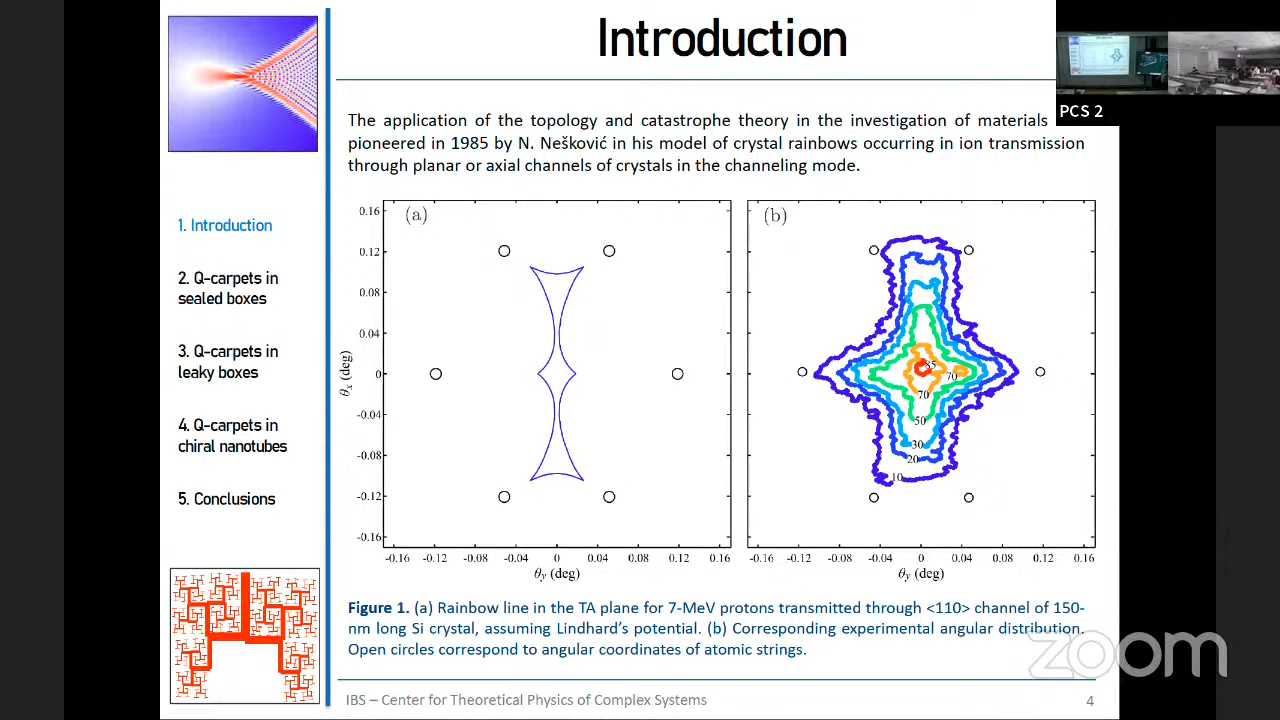 Introduction
PCS 2
The application of the topology and catastrophe theory in the investigation of materials
pioneered in 1985 by N. Nešković in his model of crystal rainbows occurring in ion transmission
through planar or axial channels of crystals in the channeling mode.
1. Introduction
2. Q-carpets in
sealed boxes
3. Q-carpets in
leaky boxes
4. Q-carpets in
chiral nanotubes
5. Conclusions
(a)
0.16
0.12
0.08
0.04
0
-0.04
-0.08
-0.12
-0.16
θx (deg)
-0.16 -0.12 -0.08 -0.04 0 0.04 0.08 0.12 0.16
θy (deg)
(b)
85
70
70
50
30
20
10
-0.16 -0.12 -0.08 -0.04 0 0.04 0.08 0.12 0.16
θy (deg)
Figure 1. (a) Rainbow line in the TA plane for 7-MeV protons transmitted through <110> channel of 150-
nm long Si crystal, assuming Lindhard's potential. (b) Corresponding experimental angular distribution.
Open circles correspond to angular coordinates of atomic strings.
zoom
IBS – Center for Theoretical Physics of Complex Systems
4